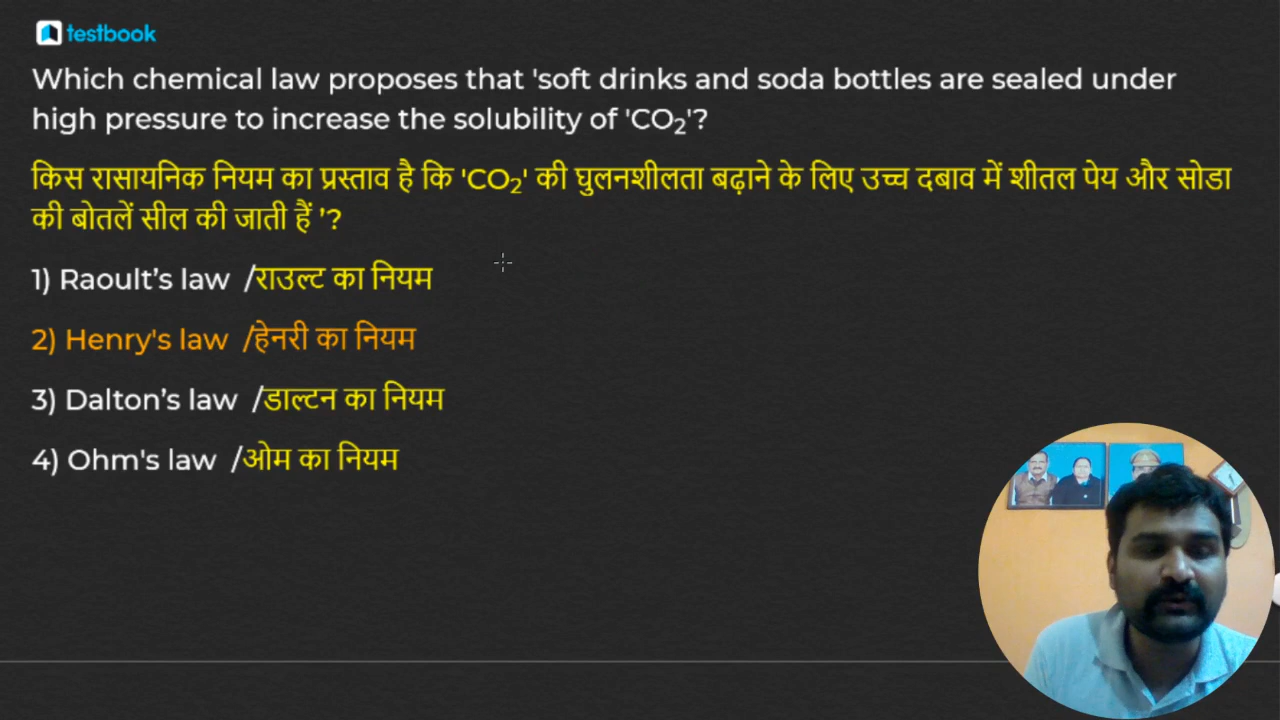 testbook
Which chemical law proposes that 'soft drinks and soda bottles are sealed under
high pressure to increase the solubility of 'CO₂'?
किस रासायनिक नियम का प्रस्ताव है कि 'CO₂' की घुलनशीलता बढ़ाने के लिए उच्च दबाव में शीतल पेय और सोडा
की बोतलें सील की जाती हैं '?
1) Raoult’s law /राउल्ट का नियम
2) Henry's law /हेनरी का नियम
3) Dalton’s law /डाल्टन का नियम
4) Ohm's law /ओम का नियम